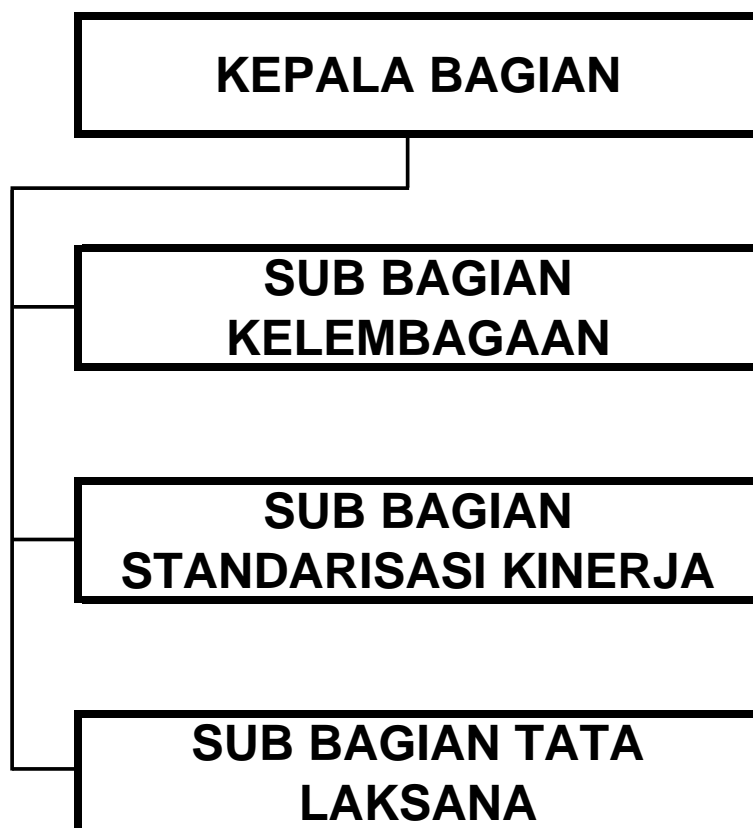 KEPALA BAGIAN
SUB BAGIAN
KELEMBAGAAN
SUB BAGIAN
STANDARISASI KINERJA
SUB BAGIAN TATA
LAKSANA